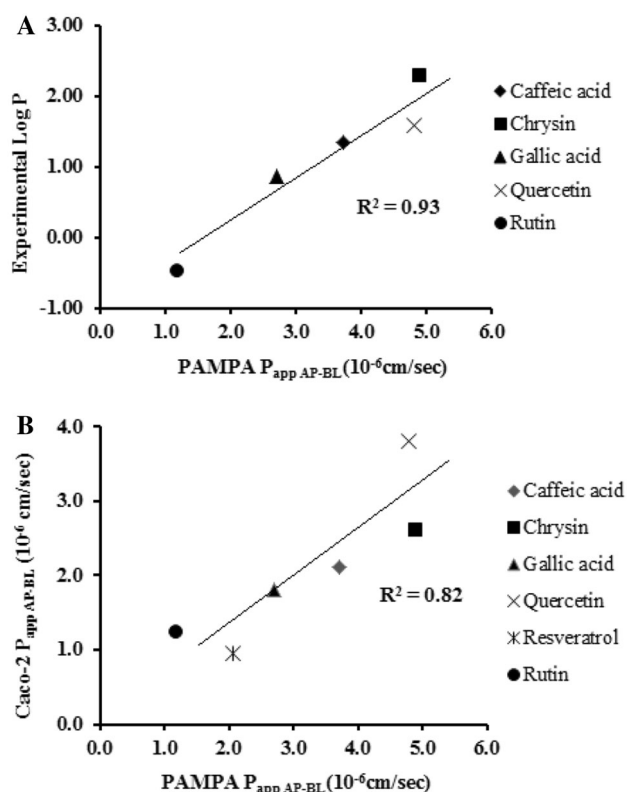 A
3.00
2.00
1.00
0.00
-1.00
Experimental Log P
0.0 1.0 2.0 3.0 4.0 5.0 6.0
PAMPA Papp AP-BL(10-6cm/sec)
R2 = 0.93
Caffeic acid
Chrysin
Gallic acid
Quercetin
Rutin
B
4.0
3.0
2.0
1.0
0.0
Caco-2 Papp AP-BL (10-6 cm/sec)
0.0 1.0 2.0 3.0 4.0 5.0 6.0
PAMPA Papp AP-BL(10-6cm/sec)
R2 = 0.82
Caffeic acid
Chrysin
Gallic acid
Quercetin
Resveratrol
Rutin